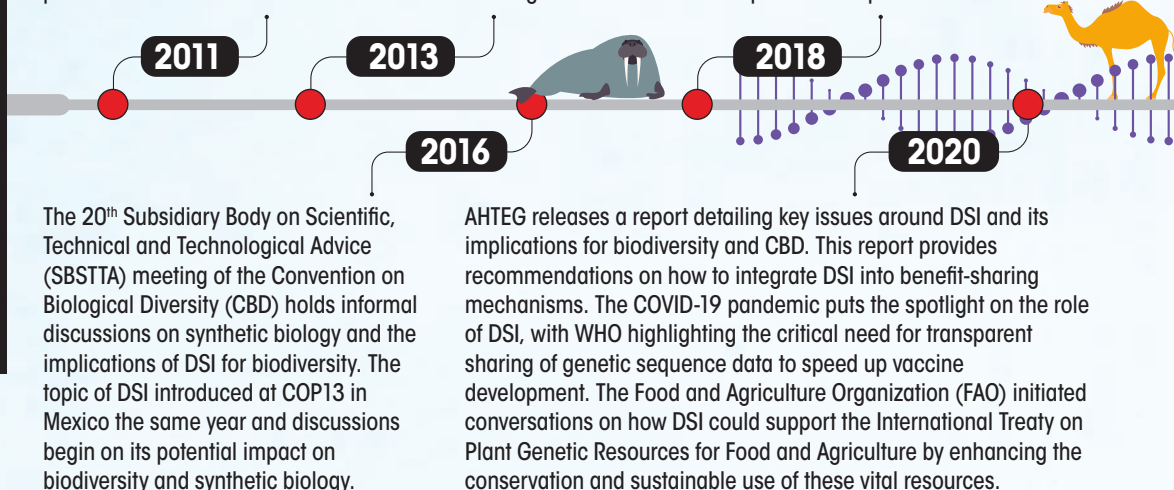 2011
2013
2018
2016
2020
The 20th Subsidiary Body on Scientific,
Technical and Technological Advice
(SBSTTA) meeting of the Convention on
Biological Diversity (CBD) holds informal
discussions on synthetic biology and the
implications of DSI for biodiversity. The
topic of DSI introduced at COP13 in
Mexico the same year and discussions
begin on its potential impact on
biodiversity and synthetic biology.
AHTEG releases a report detailing key issues around DSI and its
implications for biodiversity and CBD. This report provides
recommendations on how to integrate DSI into benefit-sharing
mechanisms. The COVID-19 pandemic puts the spotlight on the role
of DSI, with WHO highlighting the critical need for transparent
sharing of genetic sequence data to speed up vaccine
development. The Food and Agriculture Organization (FAO) initiated
conversations on how DSI could support the International Treaty on
Plant Genetic Resources for Food and Agriculture by enhancing the
conservation and sustainable use of these vital resources.